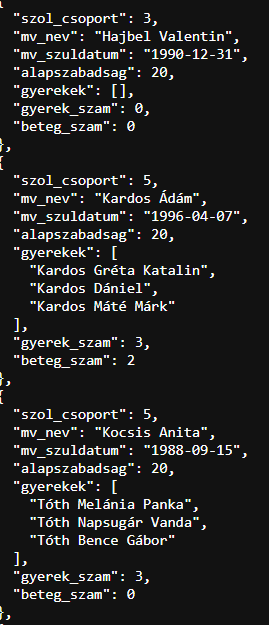 "szol_csoport": 3,
"mv_nev": "Hajbel Valentin",
"mv_szuldatum": "1990-12-31",
"alapszabadsag": 20,
"gyerekek": [],
"gyerek_szam": 0,
"beteg_szam": 0
},
{
"szol_csoport": 5,
"mv_nev": "Kardos Ádám",
"mv_szuldatum": "1996-04-07",
"alapszabadsag": 20,
"gyerekek": [
"Kardos Gréta Katalin",
"Kardos Dániel",
"Kardos Máté Márk"
],
"gyerek_szam": 3,
"beteg_szam": 2
},
{
"szol_csoport": 5,
"mv_nev": "Kocsis Anita",
"mv_szuldatum": "1988-09-15",
"alapszabadsag": 20,
"gyerekek": [
"Tóth Melánia Panka",
"Tóth Napsugár Vanda",
"Tóth Bence Gábor"
],
"gyerek_szam": 3,
"beteg_szam": 0
},